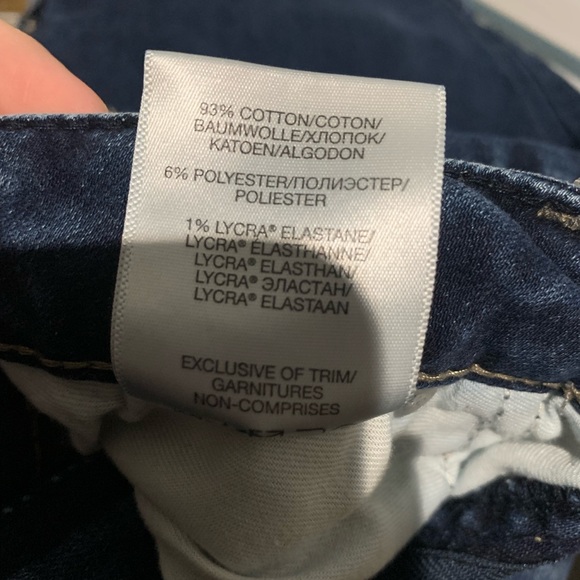 93% COTTON/COTON/
BAUMWOLLE/ХЛОПОК/
KATOEN/ALGODON
6% POLYESTER/ПОЛИЭСТЕР/
POLIESTER
1% LYCRA® ELASTANE/
LYCRA® ÉLASTHANNE/
LYCRA® ELASTHAN/
LYCRA® ЭЛАСТАН/
LYCRA® ELASTAAN
EXCLUSIVE OF TRIM/
GARNITURES
NON-COMPRISES